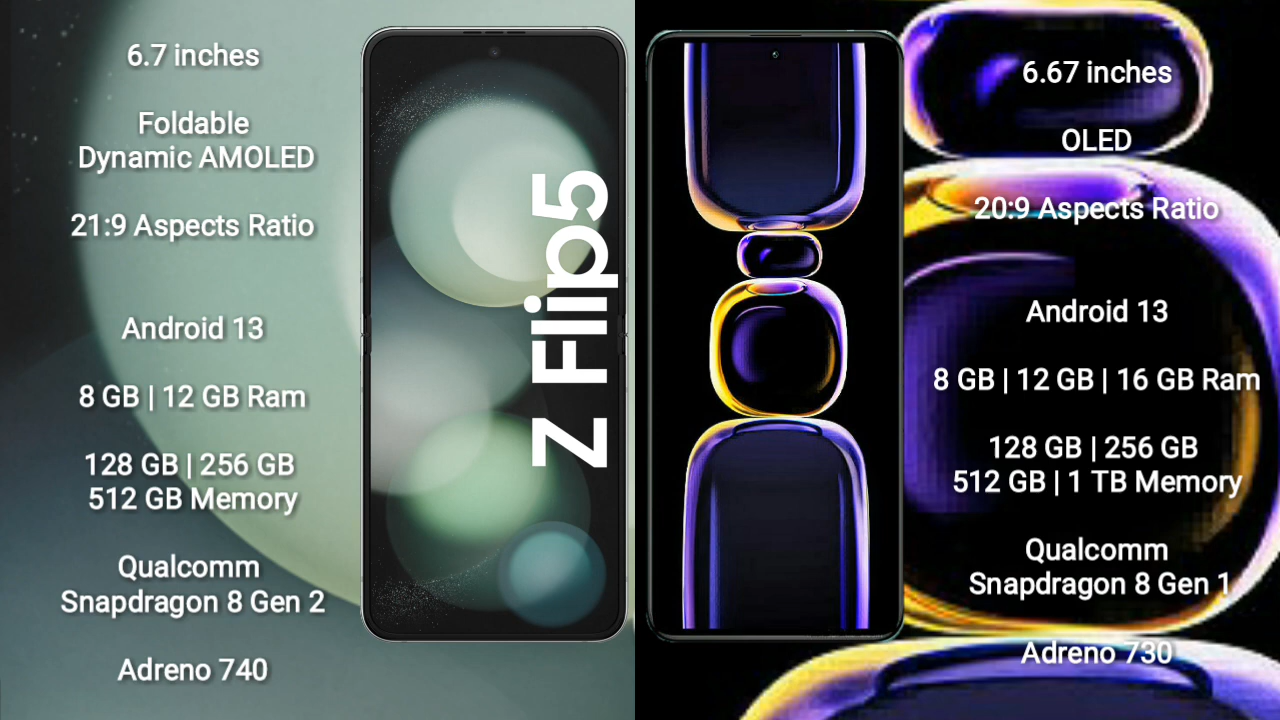 6.7 inches
Foldable
Dynamic AMOLED
21:9 Aspects Ratio
Android 13
8 GB | 12 GB Ram
128 GB | 256 GB
512 GB Memory
Qualcomm
Snapdragon 8 Gen 2
Adreno 740
Z Flip5
6.67 inches
OLED
20:9 Aspects Ratio
Android 13
8 GB | 12 GB | 16 GB Ram
128 GB | 256 GB
512 GB | 1 TB Memory
Qualcomm
Snapdragon 8 Gen 1
Adreno 730